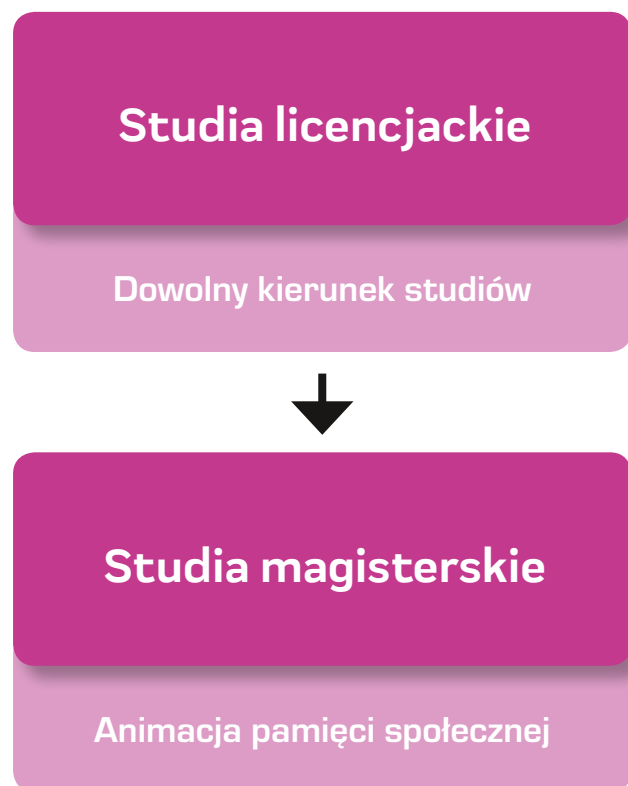 Studia licencjackie
Dowolny kierunek studiów
Studia magisterskie
Animacja pamięci społecznej